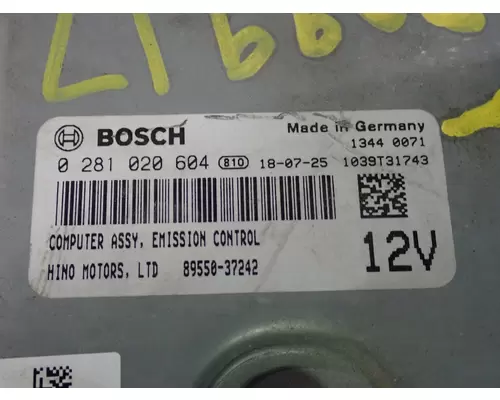 BOSCH Made in Germany
1344 0071
0 281 020 604 810 18-07-25 1039T31743
COMPUTER ASSY, EMISSION CONTROL
HINO MOTORS, LTD 89550-37242
12V